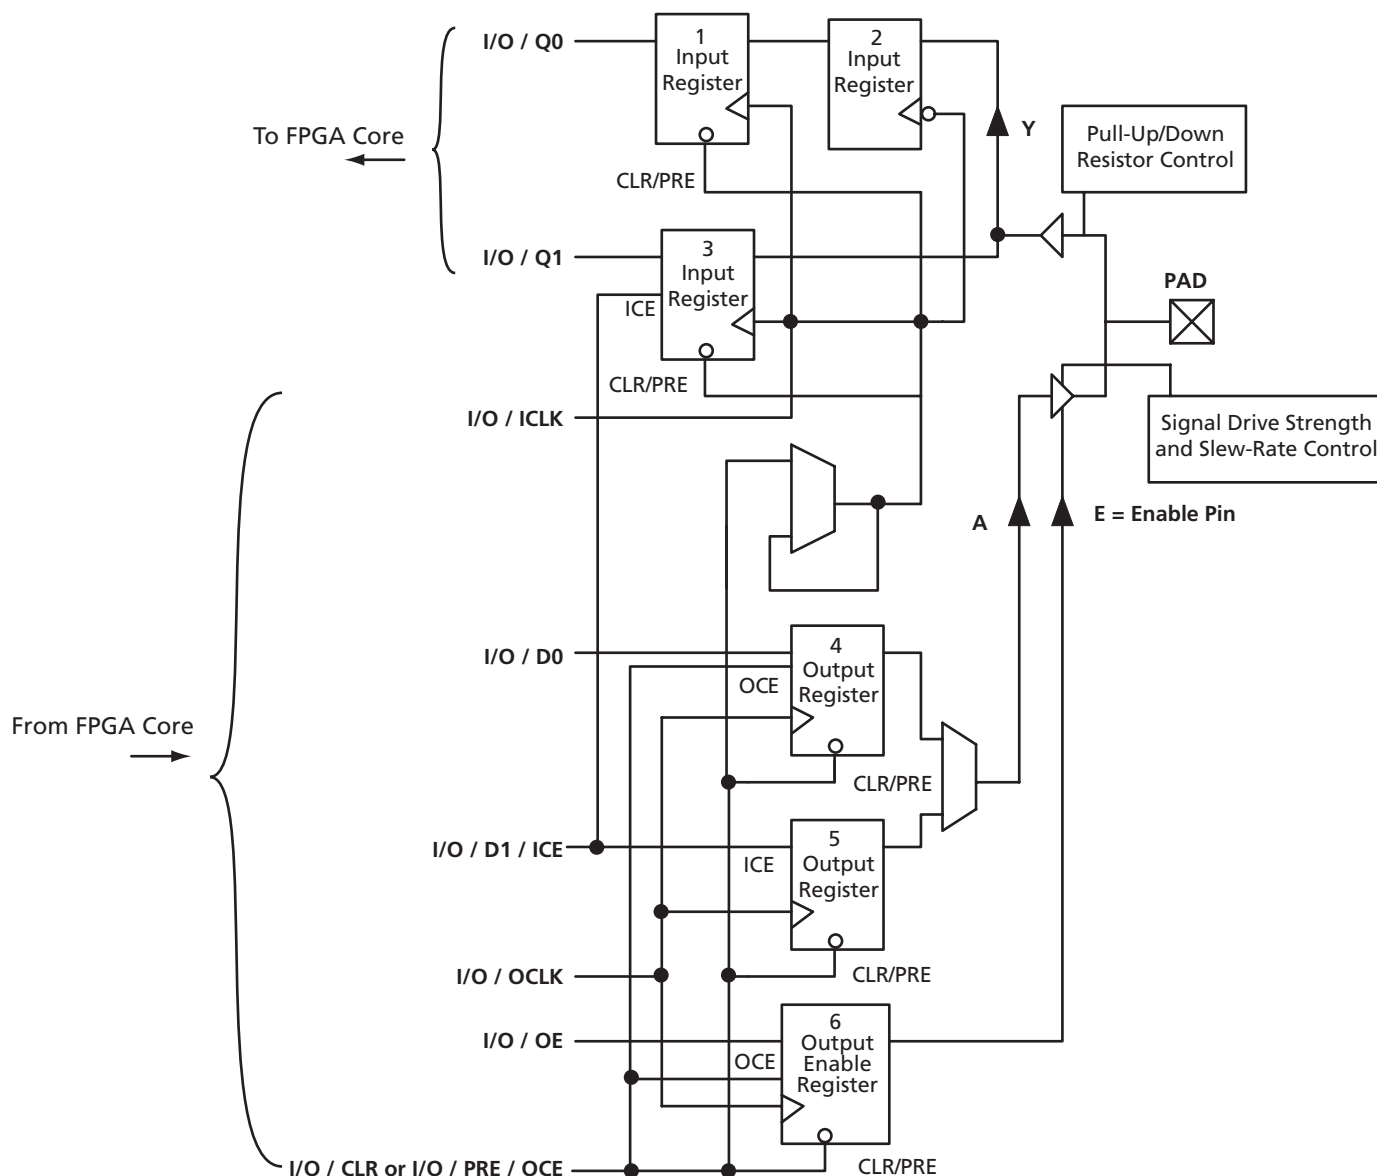 I/O / Q0
1
Input
Register
2
Input
Register
To FPGA Core
Y
Pull-Up/Down
Resistor Control
CLR/PRE
I/O / Q1
3
Input
Register
ICE
PAD
CLR/PRE
I/O / ICLK
Signal Drive Strength
and Slew-Rate Control
A
E = Enable Pin
I/O / D0
4
Output
Register
OCE
From FPGA Core
CLR/PRE
I/O / D1 / ICE
5
Output
Register
ICE
I/O / OCLK
CLR/PRE
I/O / OE
6
Output
Enable
Register
OCE
I/O / CLR or I/O / PRE / OCE
CLR/PRE